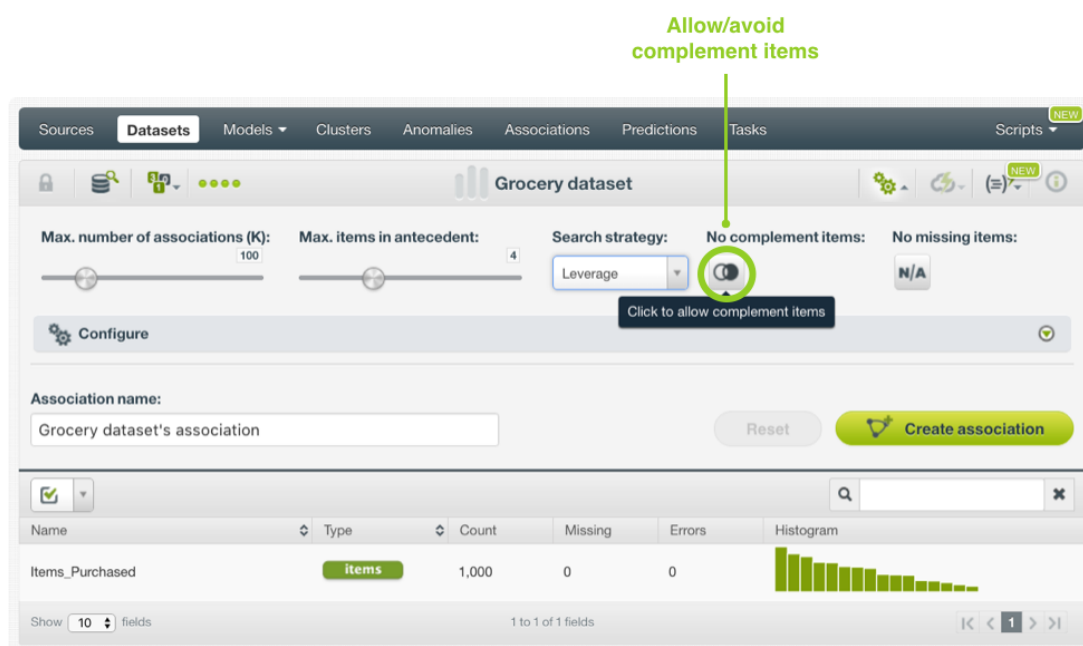 Allow/avoid
complement items
NEW
Sources Datasets Models Clusters Anomalies Associations Predictions Tasks Scripts
NEW
Grocery dataset
Max. number of associations (K): Max. items in antecedent: Search strategy: No complement items: No missing items:
100 4
Leverage N/A
Click to allow complement items
Configure
Association name:
Grocery dataset's association Reset Create association
Name Type Count Missing Errors Histogram
Items_Purchased items 1,000 0 0
Show 10 fields 1 to 1 of 1 fields 1